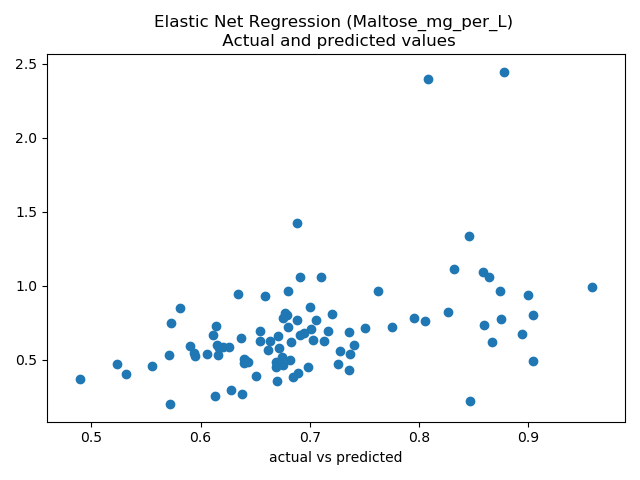 Elastic Net Regression (Maltose_mg_per_L)
Actual and predicted values
2.5
2.0
1.5
1.0
0.5
0.5 0.6 0.7 0.8 0.9
actual vs predicted